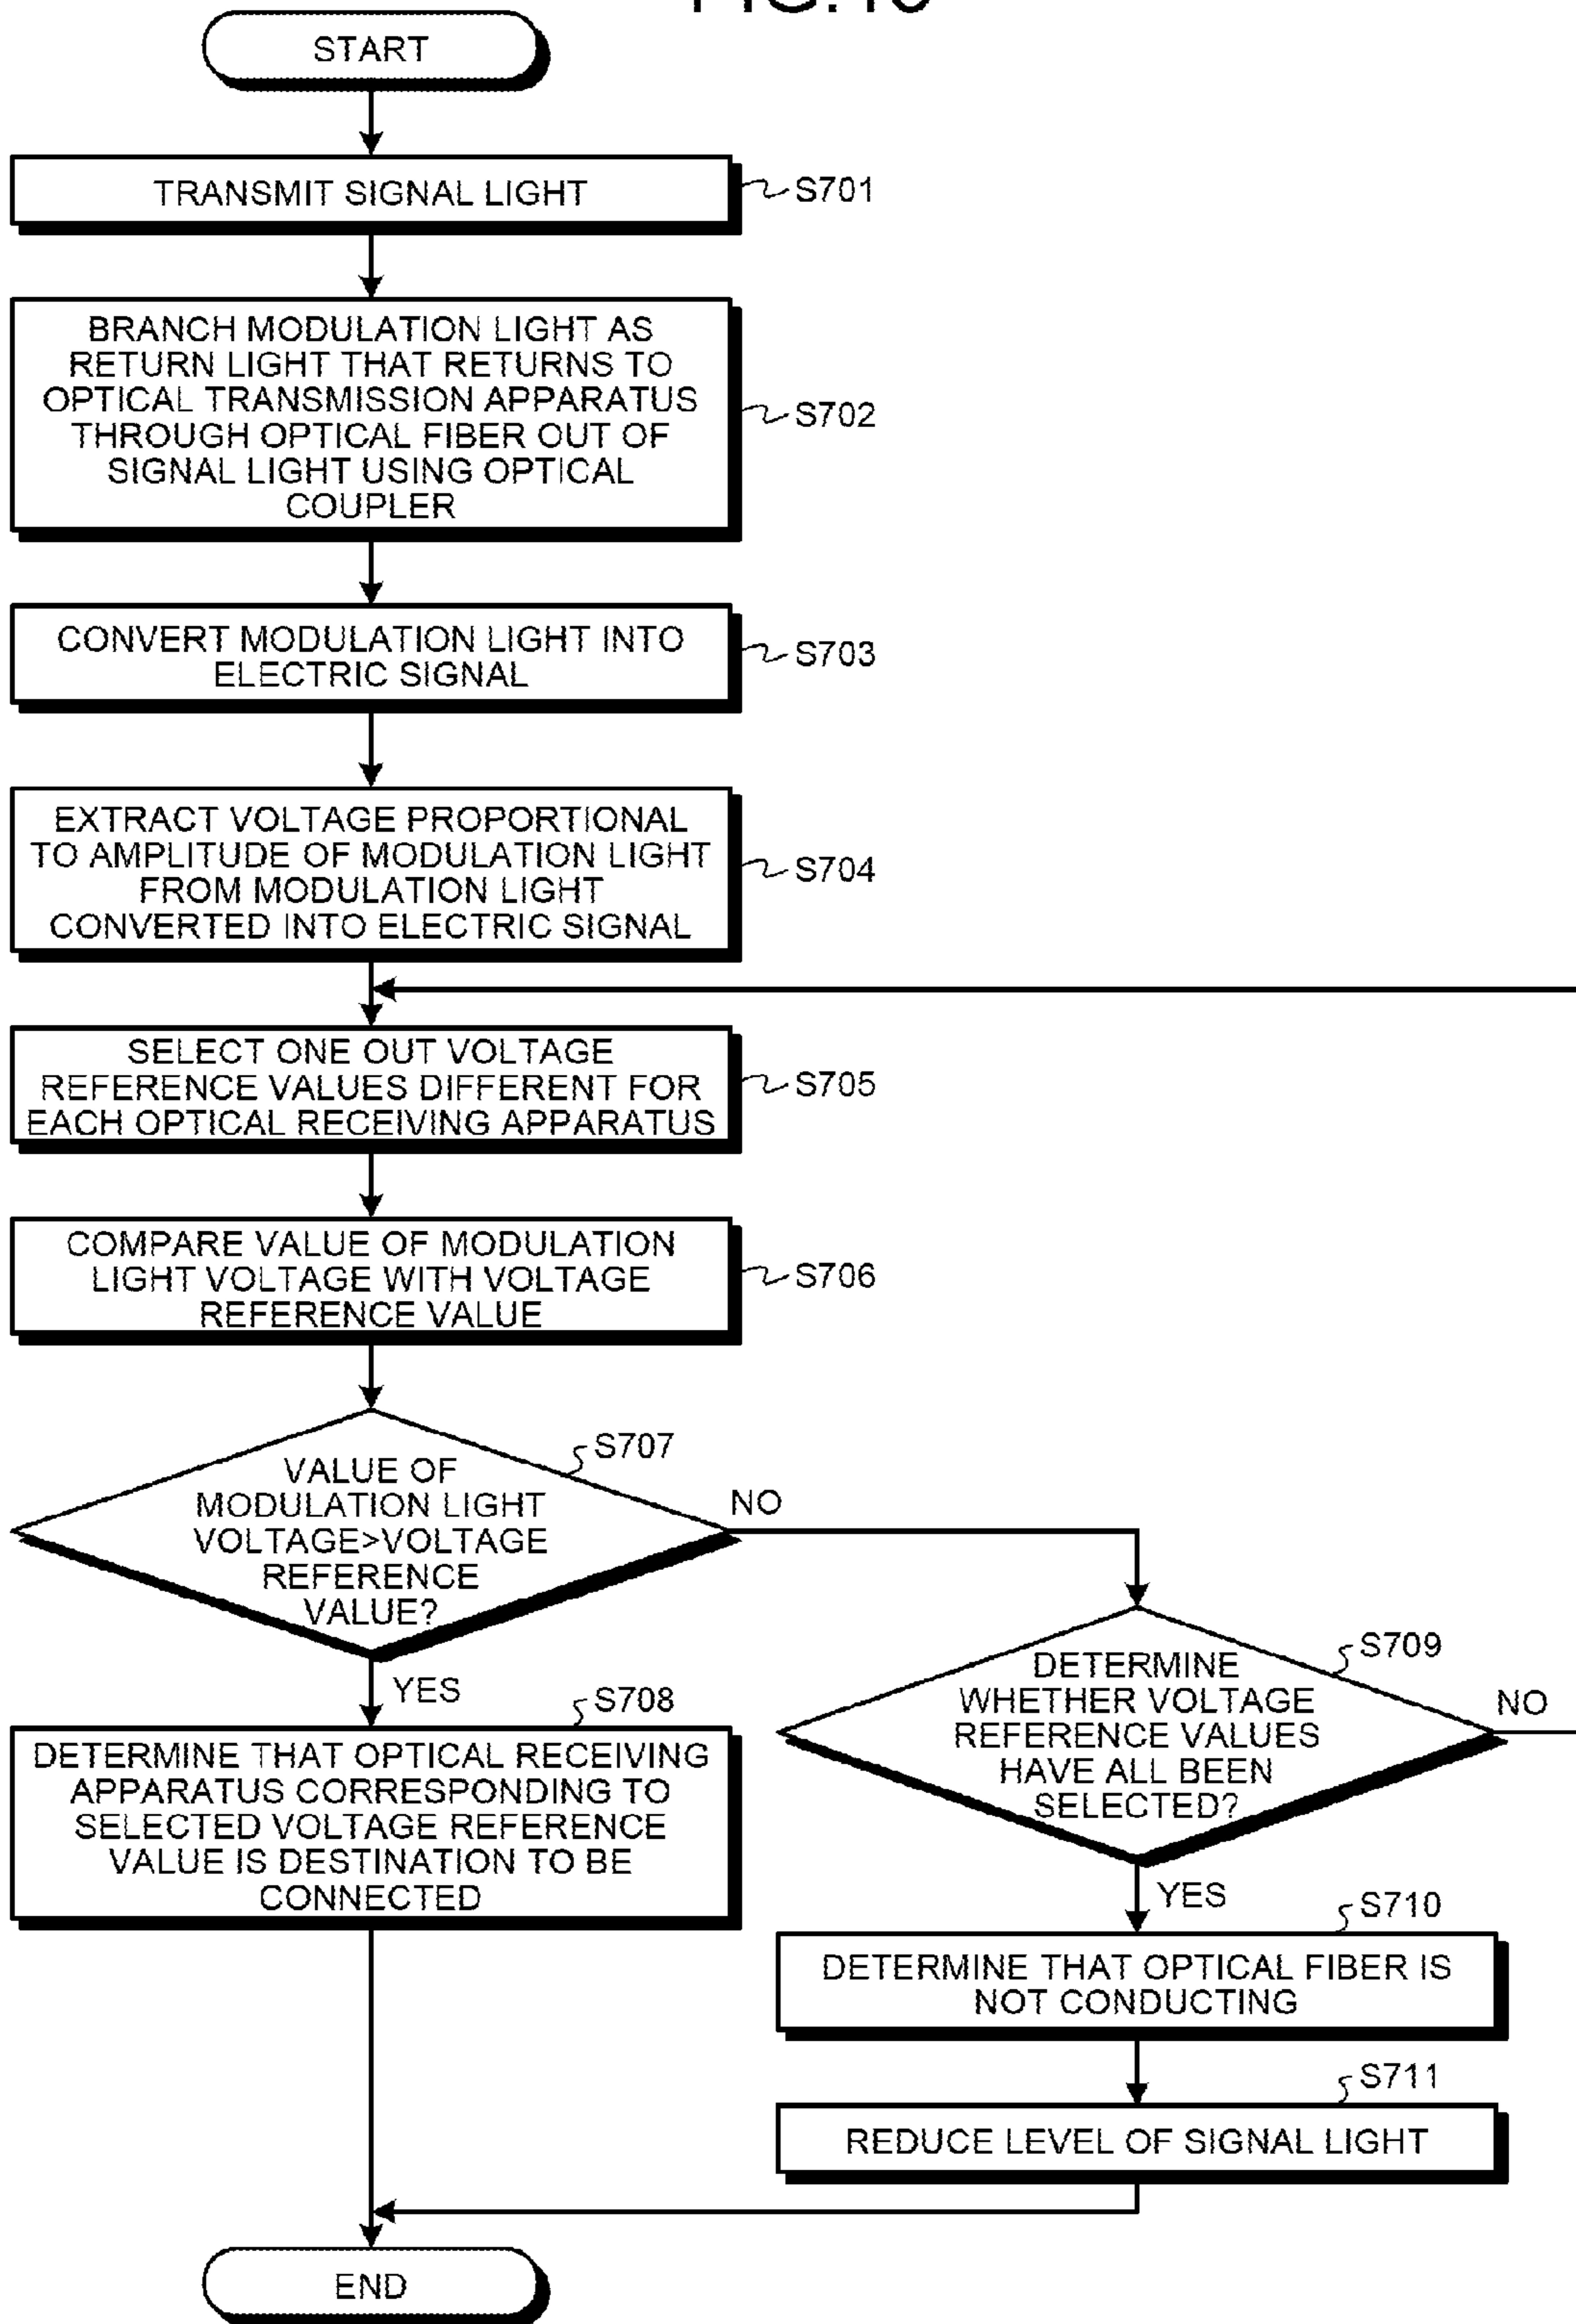 START
TRANSMIT SIGNAL LIGHT
S701
BRANCH MODULATION LIGHT AS
RETURN LIGHT THAT RETURNS TO
OPTICAL TRANSMISSION APPARATUS
THROUGH OPTICAL FIBER OUT OF
SIGNAL LIGHT USING OPTICAL
COUPLER
S702
CONVERT MODULATION LIGHT INTO
ELECTRIC SIGNAL
S703
EXTRACT VOLTAGE PROPORTIONAL
TO AMPLITUDE OF MODULATION LIGHT
FROM MODULATION LIGHT
CONVERTED INTO ELECTRIC SIGNAL
S704
SELECT ONE OUT VOLTAGE
REFERENCE VALUES DIFFERENT FOR
EACH OPTICAL RECEIVING APPARATUS
S705
COMPARE VALUE OF MODULATION
LIGHT VOLTAGE WITH VOLTAGE
REFERENCE VALUE
S706
S707
VALUE OF
MODULATION LIGHT
VOLTAGE>VOLTAGE
REFERENCE
VALUE?
NO
YES
S708
DETERMINE THAT OPTICAL RECEIVING
APPARATUS CORRESPONDING TO
SELECTED VOLTAGE REFERENCE
VALUE IS DESTINATION TO BE
CONNECTED
S709
DETERMINE
WHETHER VOLTAGE
REFERENCE VALUES
HAVE ALL BEEN
SELECTED?
NO
YES
S710
DETERMINE THAT OPTICAL FIBER IS
NOT CONDUCTING
S711
REDUCE LEVEL OF SIGNAL LIGHT
END